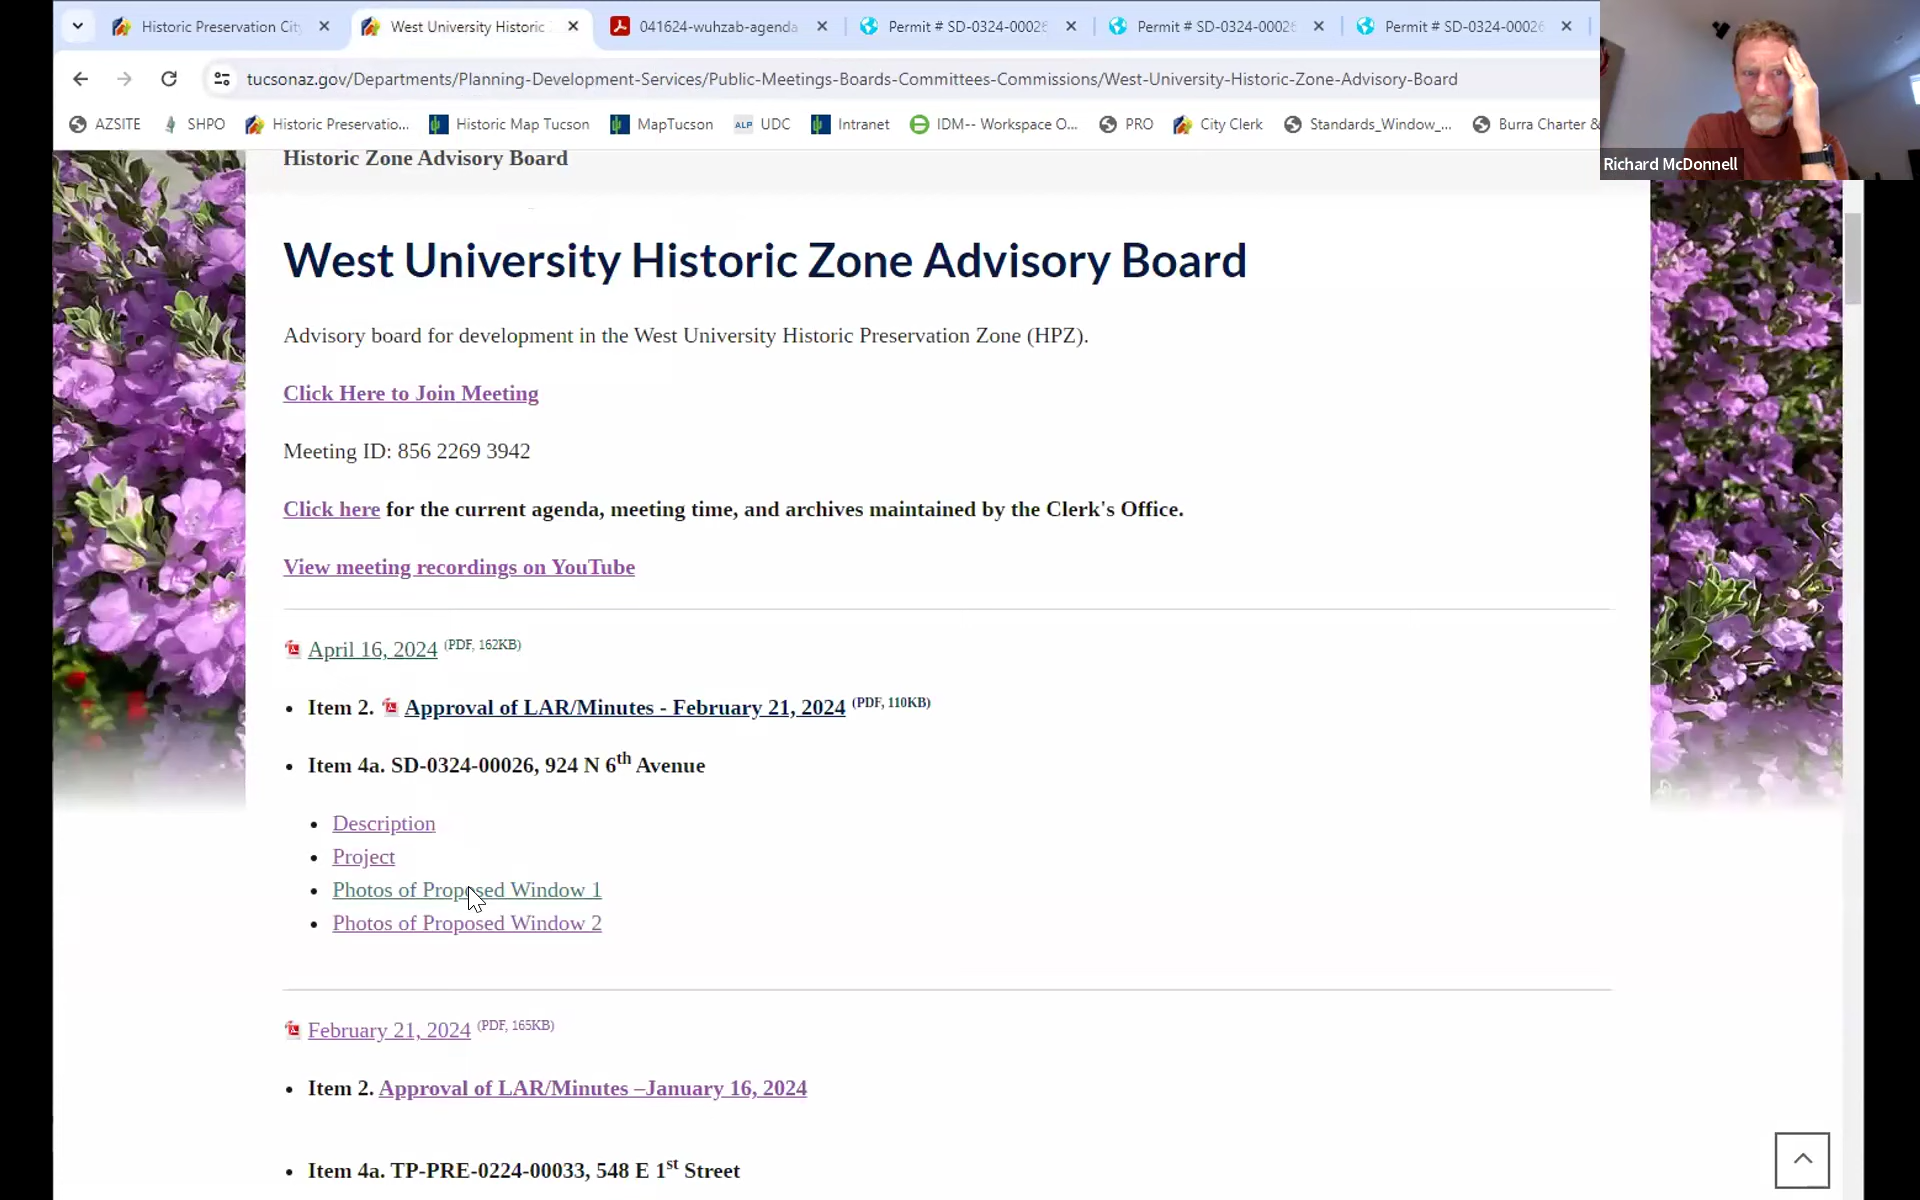 Historic Preservation Cit
West University Historic
041624-wuhzab-agenda
Permit # SD-0324-00026
Permit # SD-0324-00026
Permit # SD-0324-00026
tucsonaz.gov/Departments/Planning-Development-Services/Public-Meetings-Boards-Committees-Commissions/West-University-Historic-Zone-Advisory-Board
AZSITE
SHPO
Historic Preservatio...
Historic Map Tucson
MapTucson
ALP UDC
Intranet
IDM-- Workspace O...
PRO
City Clerk
Standards_Window_...
Burra Charter &
Richard McDonnell
Historic Zone Advisory Board
West University Historic Zone Advisory Board
Advisory board for development in the West University Historic Preservation Zone (HPZ).
Click Here to Join Meeting
Meeting ID: 856 2269 3942
Click here for the current agenda, meeting time, and archives maintained by the Clerk's Office.
View meeting recordings on YouTube
April 16, 2024 (PDF, 162KB)
• Item 2. Approval of LAR/Minutes - February 21, 2024 (PDF, 110KB)
• Item 4a. SD-0324-00026, 924 N 6th Avenue
• Description
• Project
• Photos of Proposed Window 1
• Photos of Proposed Window 2
February 21, 2024 (PDF, 165KB)
• Item 2. Approval of LAR/Minutes –January 16, 2024
• Item 4a. TP-PRE-0224-00033, 548 E 1st Street